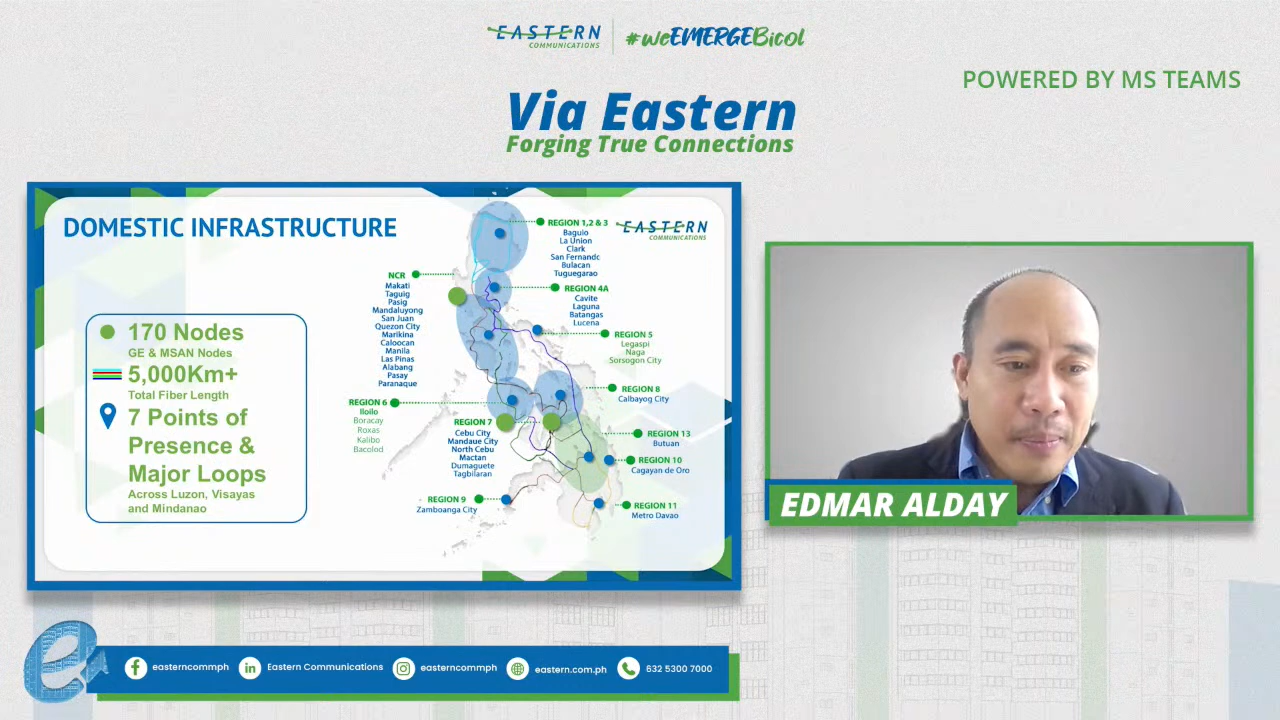 EASTERN
COMMUNICATIONS
#weEMERGEBicol
POWERED BY MS TEAMS
Via Eastern
Forging True Connections
DOMESTIC INFRASTRUCTURE
EASTERN
COMMUNICATIONS
170 Nodes
GE & MSAN Nodes
5,000Km+
Total Fiber Length
7 Points of
Presence &
Major Loops
Across Luzon, Visayas
and Mindanao
REGION 1,2 & 3
Baguio
La Union
Clark
San Fernandc
Bulacan
Tuguegarao
NCR
Makati
Taguig
Pasig
Mandaluyong
San Juan
Quezon City
Marikina
Caloocan
Manila
Las Pinas
Alabang
Pasay
Paranaque
REGION 4A
Cavite
Laguna
Batangas
Lucena
REGION 5
Legaspi
Naga
Sorsogon City
REGION 6
Iloilo
Boracay
Roxas
Kalibo
Bacolod
REGION 8
Calbayog City
REGION 7
Cebu City
Mandaue City
North Cebu
Mactan
Dumaguete
Tagbilaran
REGION 13
Butuan
REGION 10
Cagayan de Oro
REGION 9
Zamboanga City
REGION 11
Metro Davao
EDMAR ALDAY
easterncommph
Eastern Communications
easterncommph
eastern.com.ph
632 5300 7000